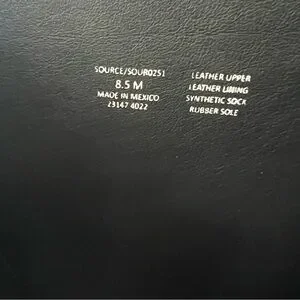 SOURCE/SOUR0251
8.5 M
MADE IN MEXICO
23147 4022
LEATHER UPPER
LEATHER LINING
SYNTHETIC SOCK
RUBBER SOLE